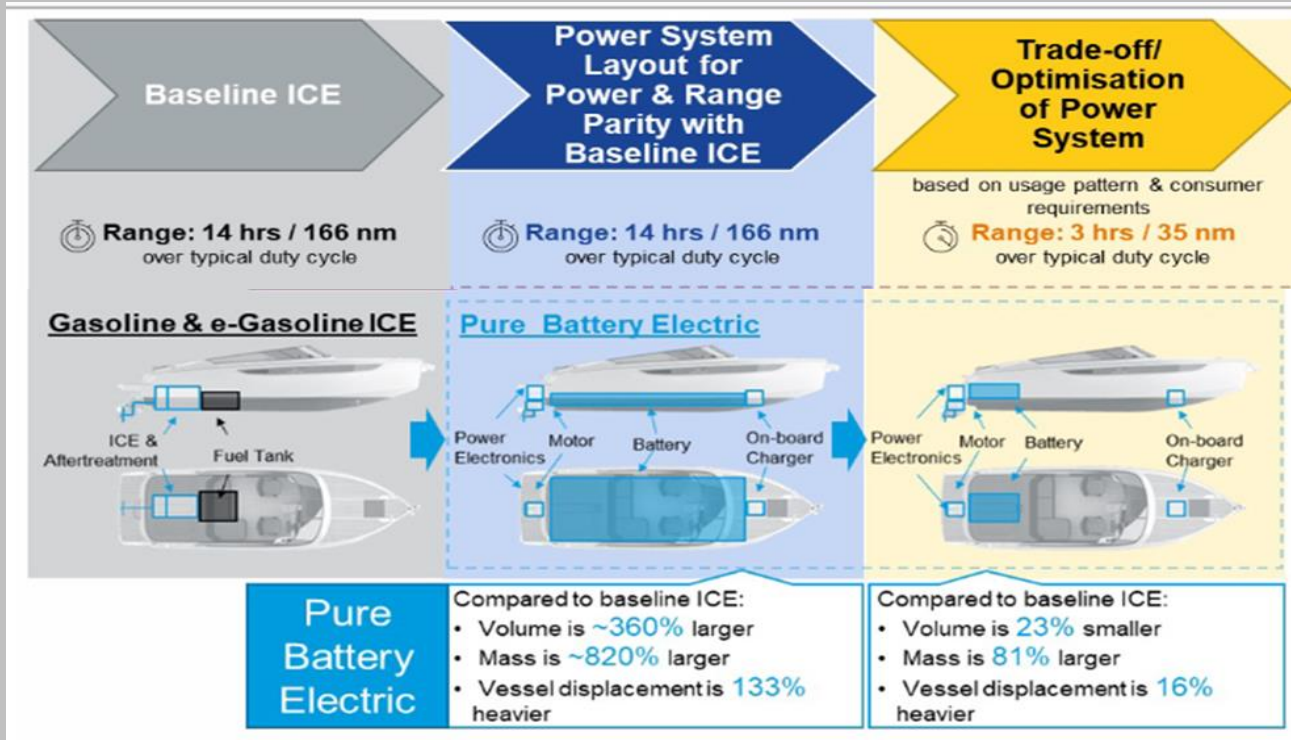 Baseline ICE
Power System
Layout for
Power & Range
Parity with
Baseline ICE
Trade-off/
Optimisation
of Power
System
based on usage pattern & consumer
requirements
Range: 14 hrs / 166 nm
over typical duty cycle
Range: 14 hrs / 166 nm
over typical duty cycle
Range: 3 hrs / 35 nm
over typical duty cycle
Gasoline & e-Gasoline ICE
ICE &
Aftertreatment
Fuel Tank
Pure Battery Electric
Power
Electronics
Motor
Battery
On-board
Charger
Power
Electronics
Motor
Battery
On-board
Charger
Pure
Battery
Electric
Compared to baseline ICE:
• Volume is ~360% larger
• Mass is ~820% larger
• Vessel displacement is 133%
heavier
Compared to baseline ICE:
• Volume is 23% smaller
• Mass is 81% larger
• Vessel displacement is 16%
heavier